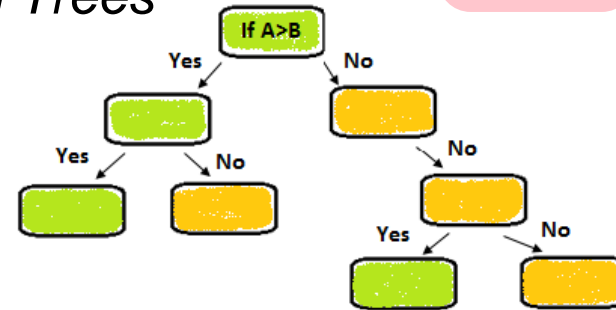 Trees
If A>B
Yes
No
Yes
No
No
Yes
No